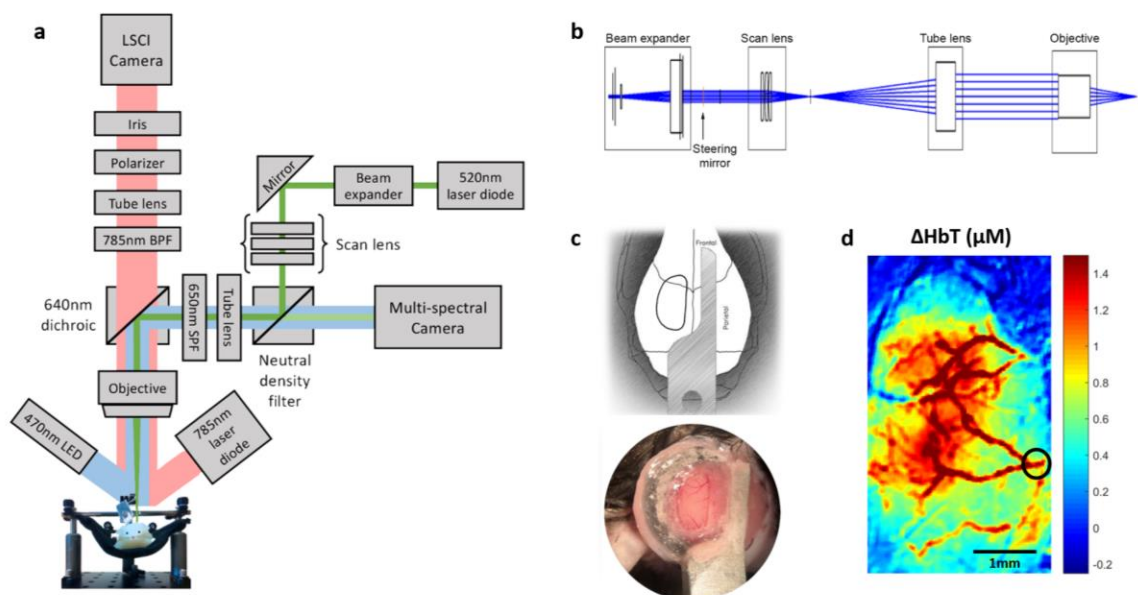 a
LSCI
Camera
Iris
Polarizer
Tube lens
785nm BPF
640nm
dichroic
650nm SPF
Tube lens
Neutral
density
filter
Multi-spectral
Camera
Scan lens
Mirror
Beam
expander
520nm
laser diode
Objective
470nm LED
785nm
laser
diode
b
Beam expander
Scan lens
Tube lens
Objective
Steering
mirror
c
Frontal
Parietal
d
ΔHbT (μM)
1.4
1.2
1
0.8
0.6
0.4
0.2
0
-0.2
1mm